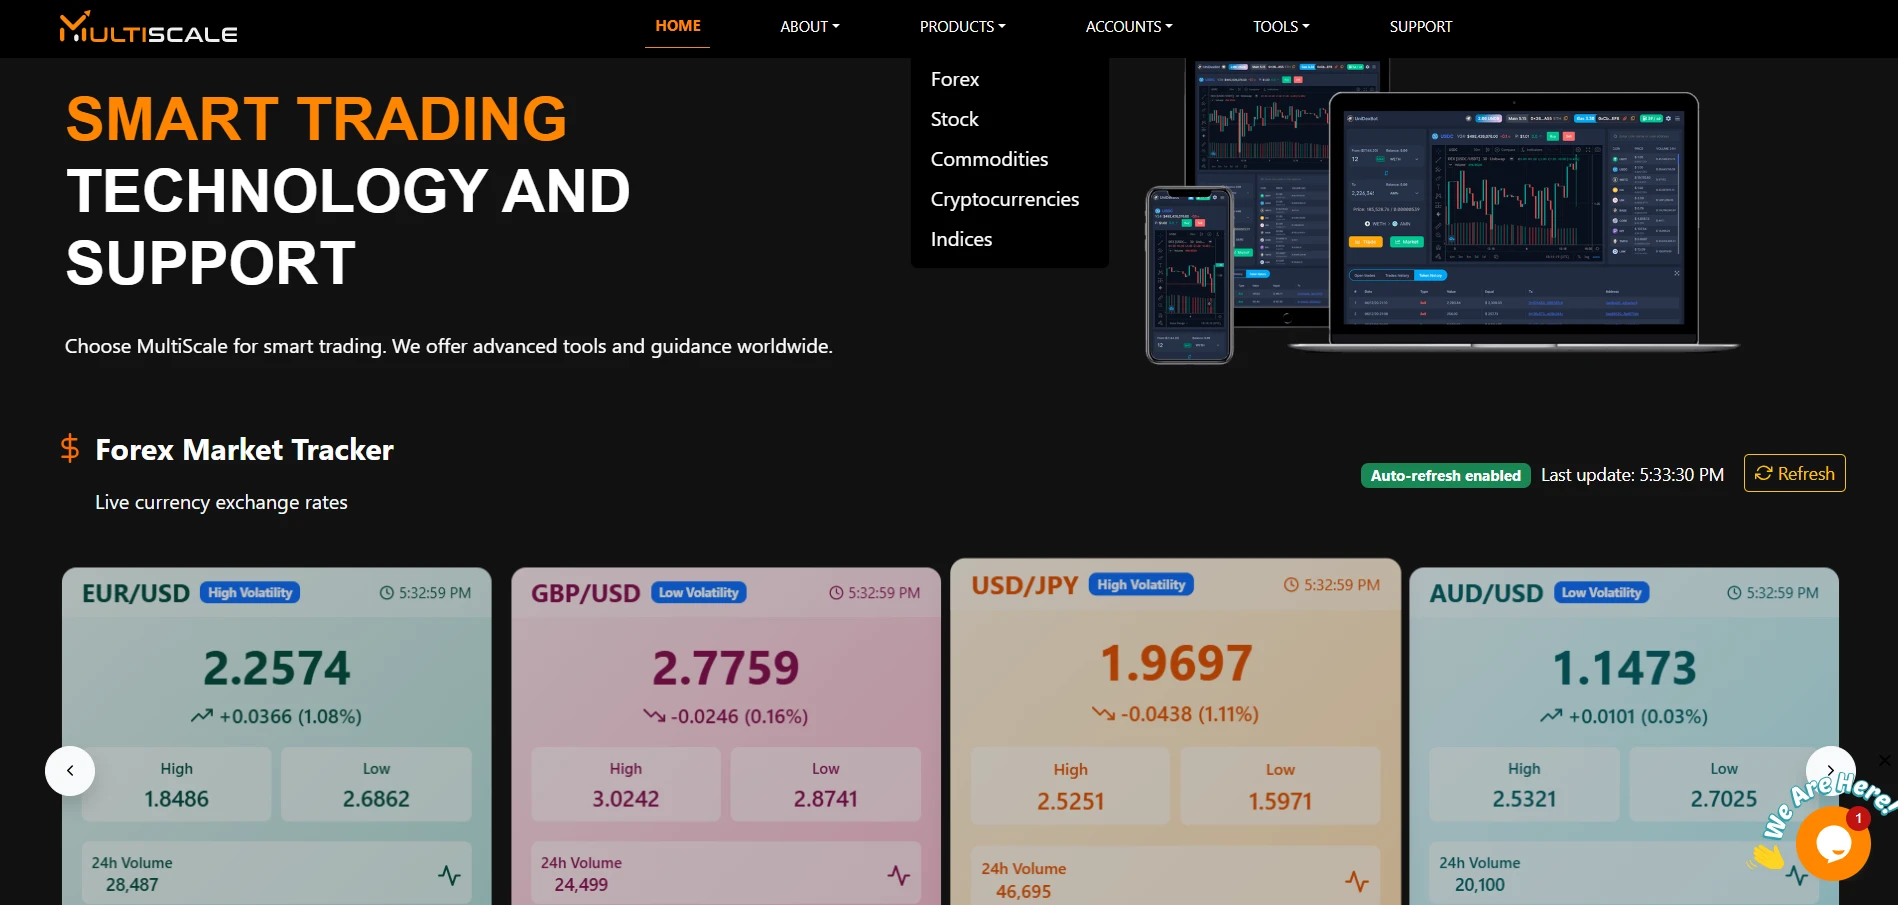 MULTISCALE
HOME
ABOUT
PRODUCTS
ACCOUNTS
TOOLS
SUPPORT
Forex
Stock
Commodities
Cryptocurrencies
Indices
SMART TRADING
TECHNOLOGY AND
SUPPORT
Choose MultiScale for smart trading. We offer advanced tools and guidance worldwide.
$ Forex Market Tracker
Live currency exchange rates
Auto-refresh enabled
Last update: 5:33:30 PM
Refresh
EUR/USD High Volatility 5:32:59 PM
2.2574
+0.0366 (1.08%)
High
1.8486
Low
2.6862
24h Volume
28,487
GBP/USD Low Volatility 5:32:59 PM
2.7759
-0.0246 (0.16%)
High
3.0242
Low
2.8741
24h Volume
24,499
USD/JPY High Volatility 5:32:59 PM
1.9697
-0.0438 (1.11%)
High
2.5251
Low
1.5971
24h Volume
46,695
AUD/USD Low Volatility 5:32:59 PM
1.1473
+0.0101 (0.03%)
High
2.5321
Low
2.7025
24h Volume
20,100
We Are Here!
1